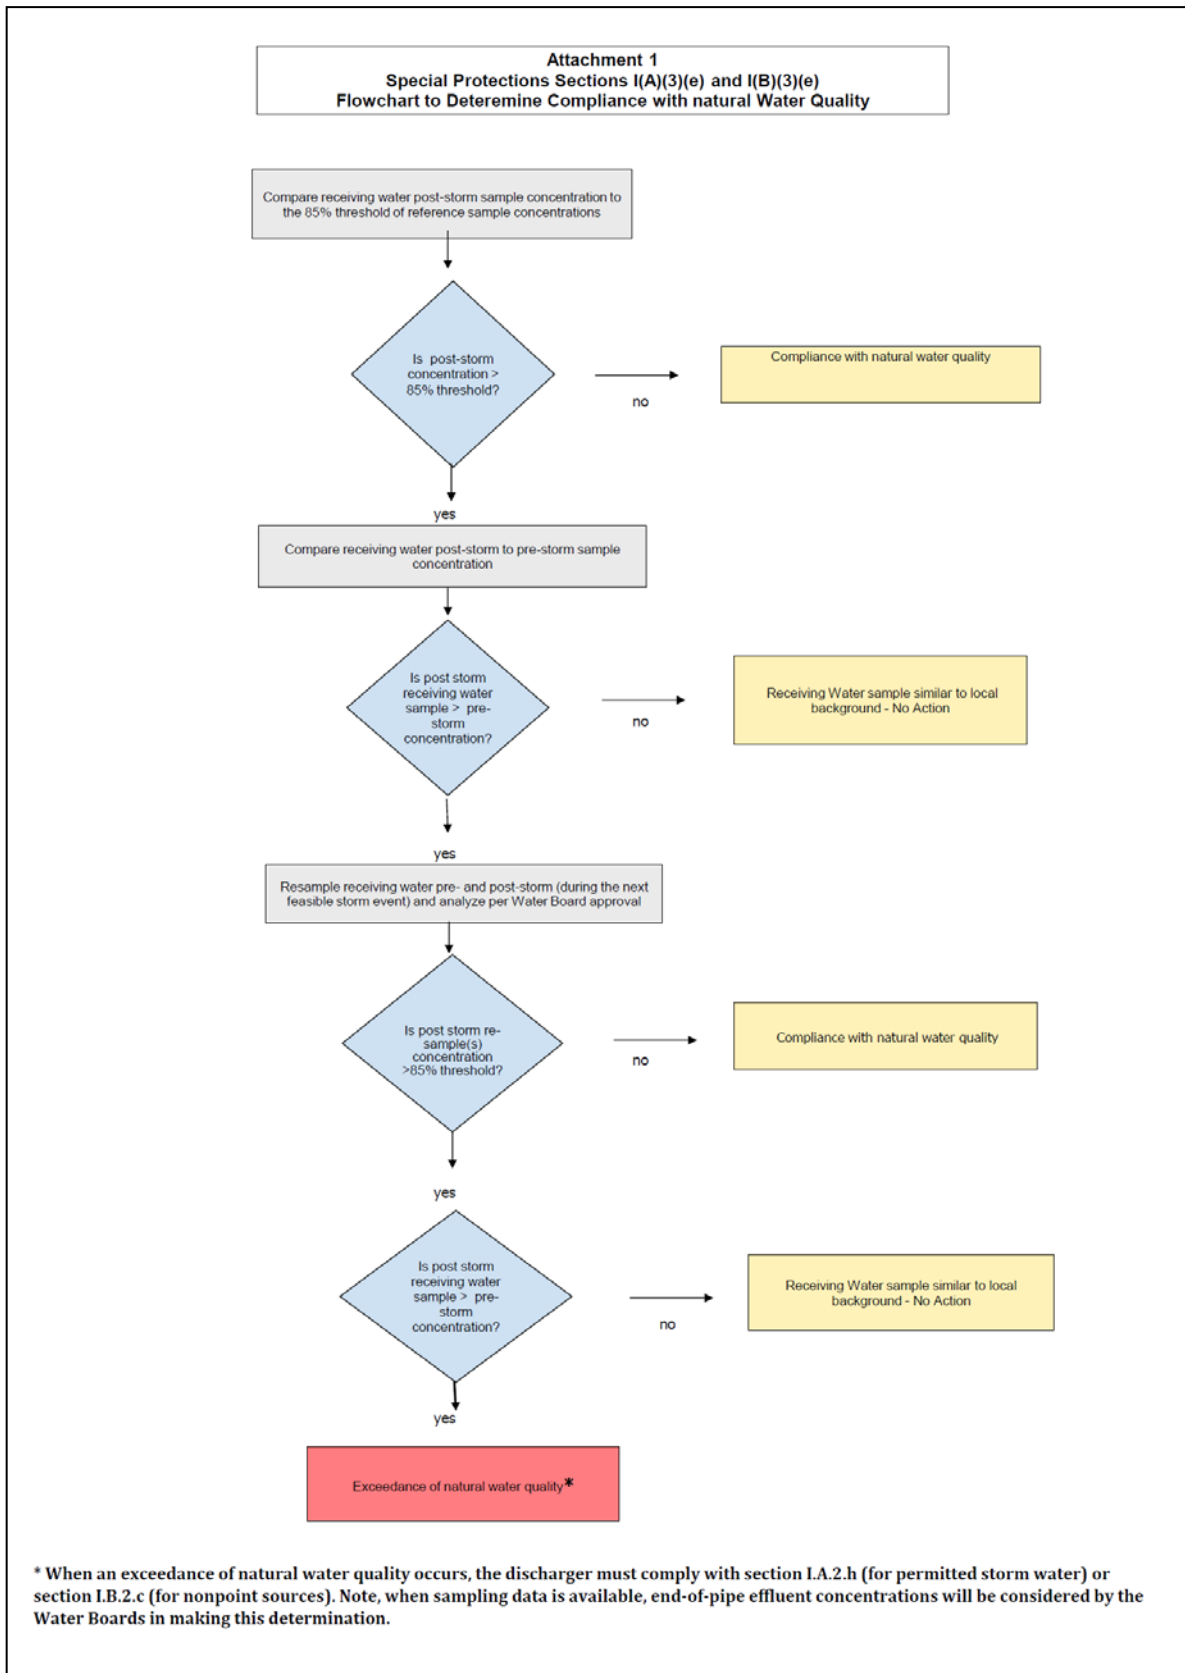 Attachment 1
Special Protections Sections I(A)(3)(e) and I(B)(3)(e)
Flowchart to Deteremine Compliance with natural Water Quality
Compare receiving water post-storm sample concentration to
the 85% threshold of reference sample concentrations
Is post-storm
concentration >
85% threshold?
no
Compliance with natural water quality
yes
Compare receiving water post-storm to pre-storm sample
concentration
Is post storm
receiving water
sample > pre-
storm
concentration?
no
Receiving Water sample similar to local
background - No Action
yes
Resample receiving water pre- and post-storm (during the next
feasible storm event) and analyze per Water Board approval
Is post storm re-
sample(s)
concentration
>85% threshold?
no
Compliance with natural water quality
yes
Is post storm
receiving water
sample > pre-
storm
concentration?
no
Receiving Water sample similar to local
background - No Action
yes
Exceedance of natural water quality*
* When an exceedance of natural water quality occurs, the discharger must comply with section I.A.2.h (for permitted storm water) or
section I.B.2.c (for nonpoint sources). Note, when sampling data is available, end-of-pipe effluent concentrations will be considered by the
Water Boards in making this determination.